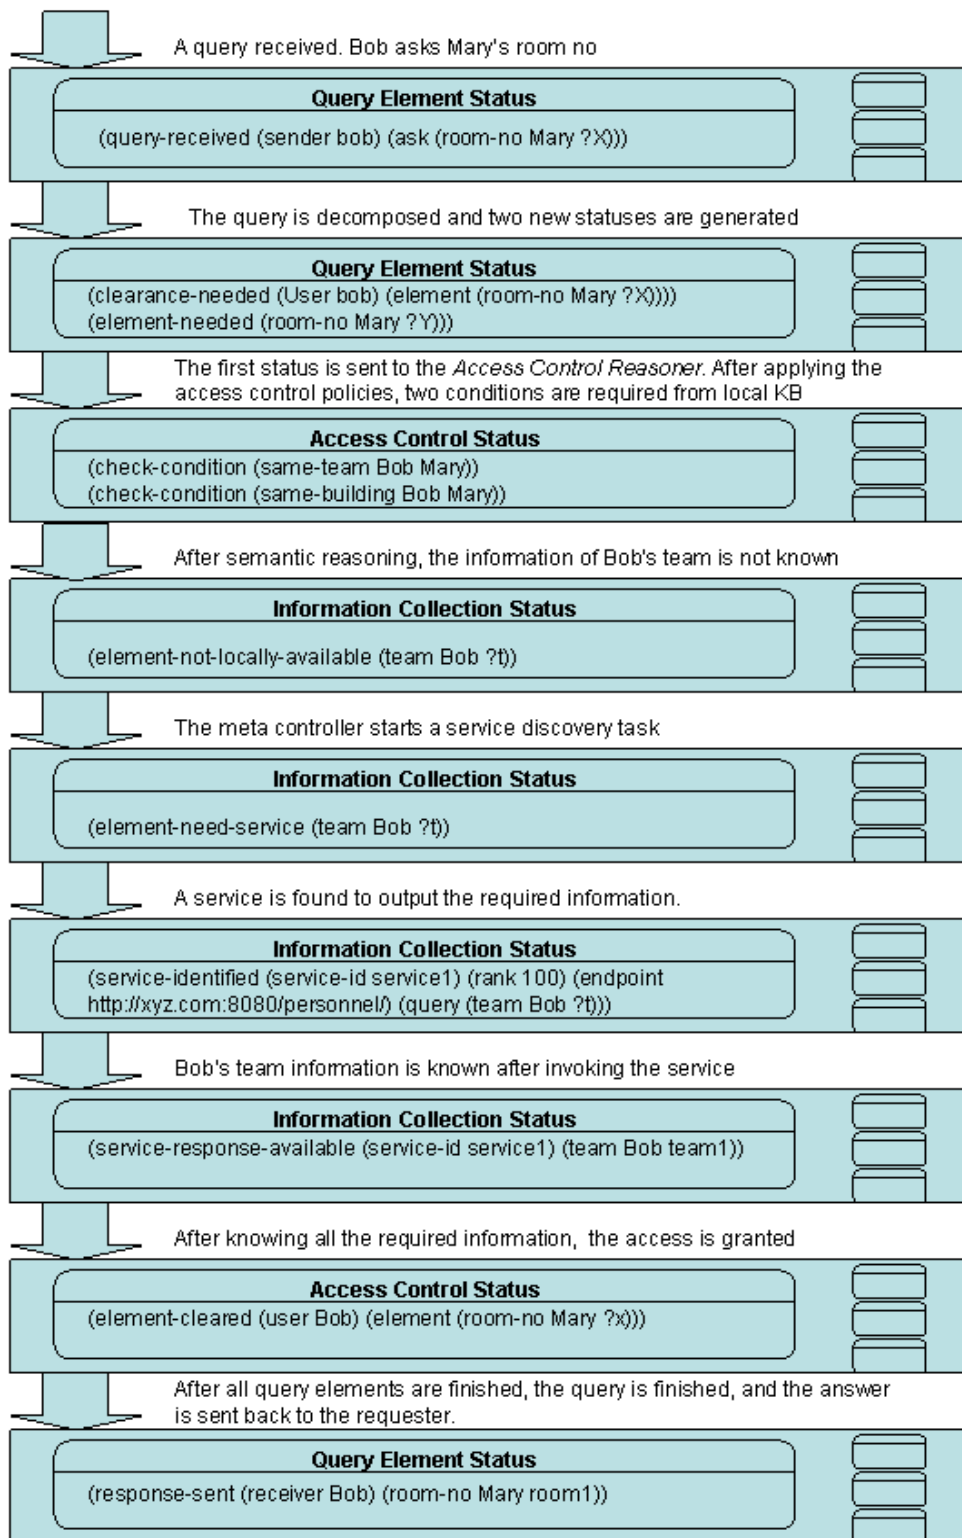 A query received. Bob asks Mary's room no
Query Element Status
(query-received (sender bob) (ask (room-no Mary ?X)))
The query is decomposed and two new statuses are generated
Query Element Status
(clearance-needed (User bob) (element (room-no Mary ?X))))
(element-needed (room-no Mary ?Y)))
The first status is sent to the Access Control Reasoner. After applying the
access control policies, two conditions are required from local KB
Access Control Status
(check-condition (same-team Bob Mary))
(check-condition (same-building Bob Mary))
After semantic reasoning, the information of Bob's team is not known
Information Collection Status
(element-not-locally-available (team Bob ?t))
The meta controller starts a service discovery task
Information Collection Status
(element-need-service (team Bob ?t))
A service is found to output the required information.
Information Collection Status
(service-identified (service-id service1) (rank 100) (endpoint
http://xyz.com:8080/personnel/) (query (team Bob ?t)))
Bob's team information is known after invoking the service
Information Collection Status
(service-response-available (service-id service1) (team Bob team1))
After knowing all the required information, the access is granted
Access Control Status
(element-cleared (user Bob) (element (room-no Mary ?x)))
After all query elements are finished, the query is finished, and the answer
is sent back to the requester.
Query Element Status
(response-sent (receiver Bob) (room-no Mary room1))